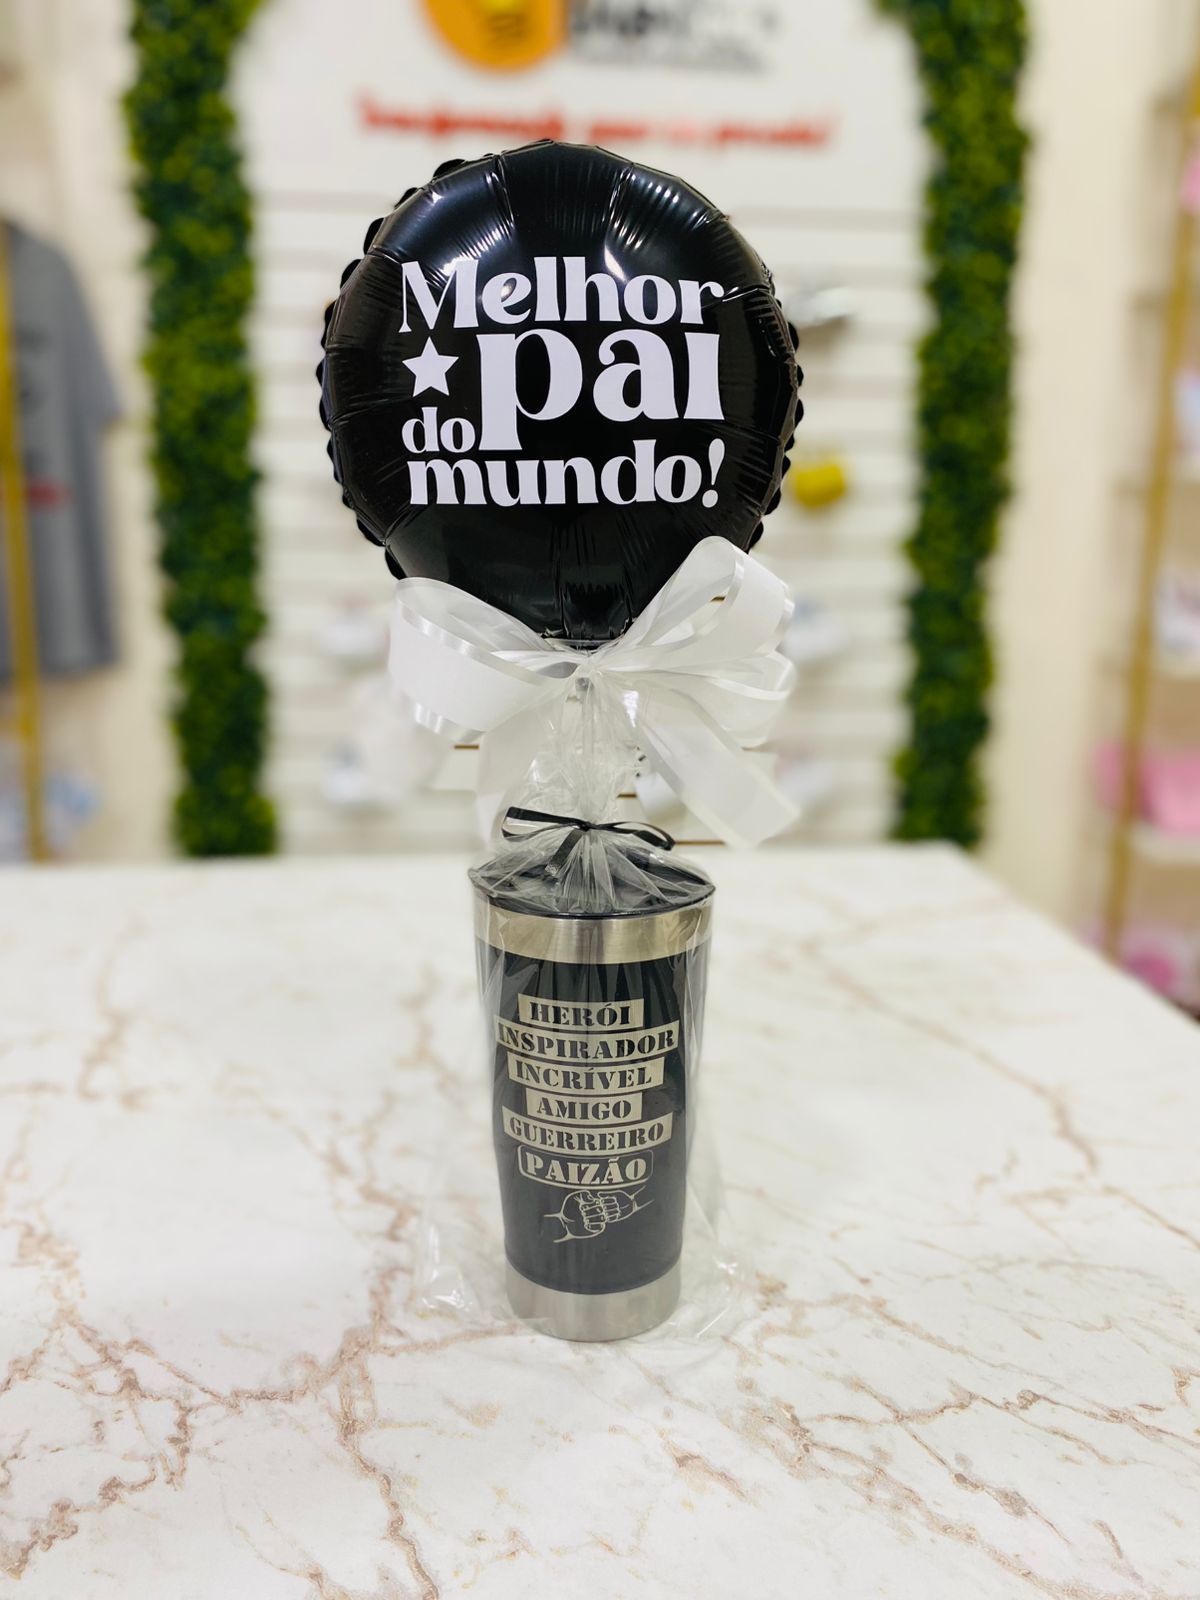 Melhor
pai
do
mundo!
HERÓI
INSPIRADOR
INCRÍVEL
AMIGO
GUERREIRO
PAIZÃO